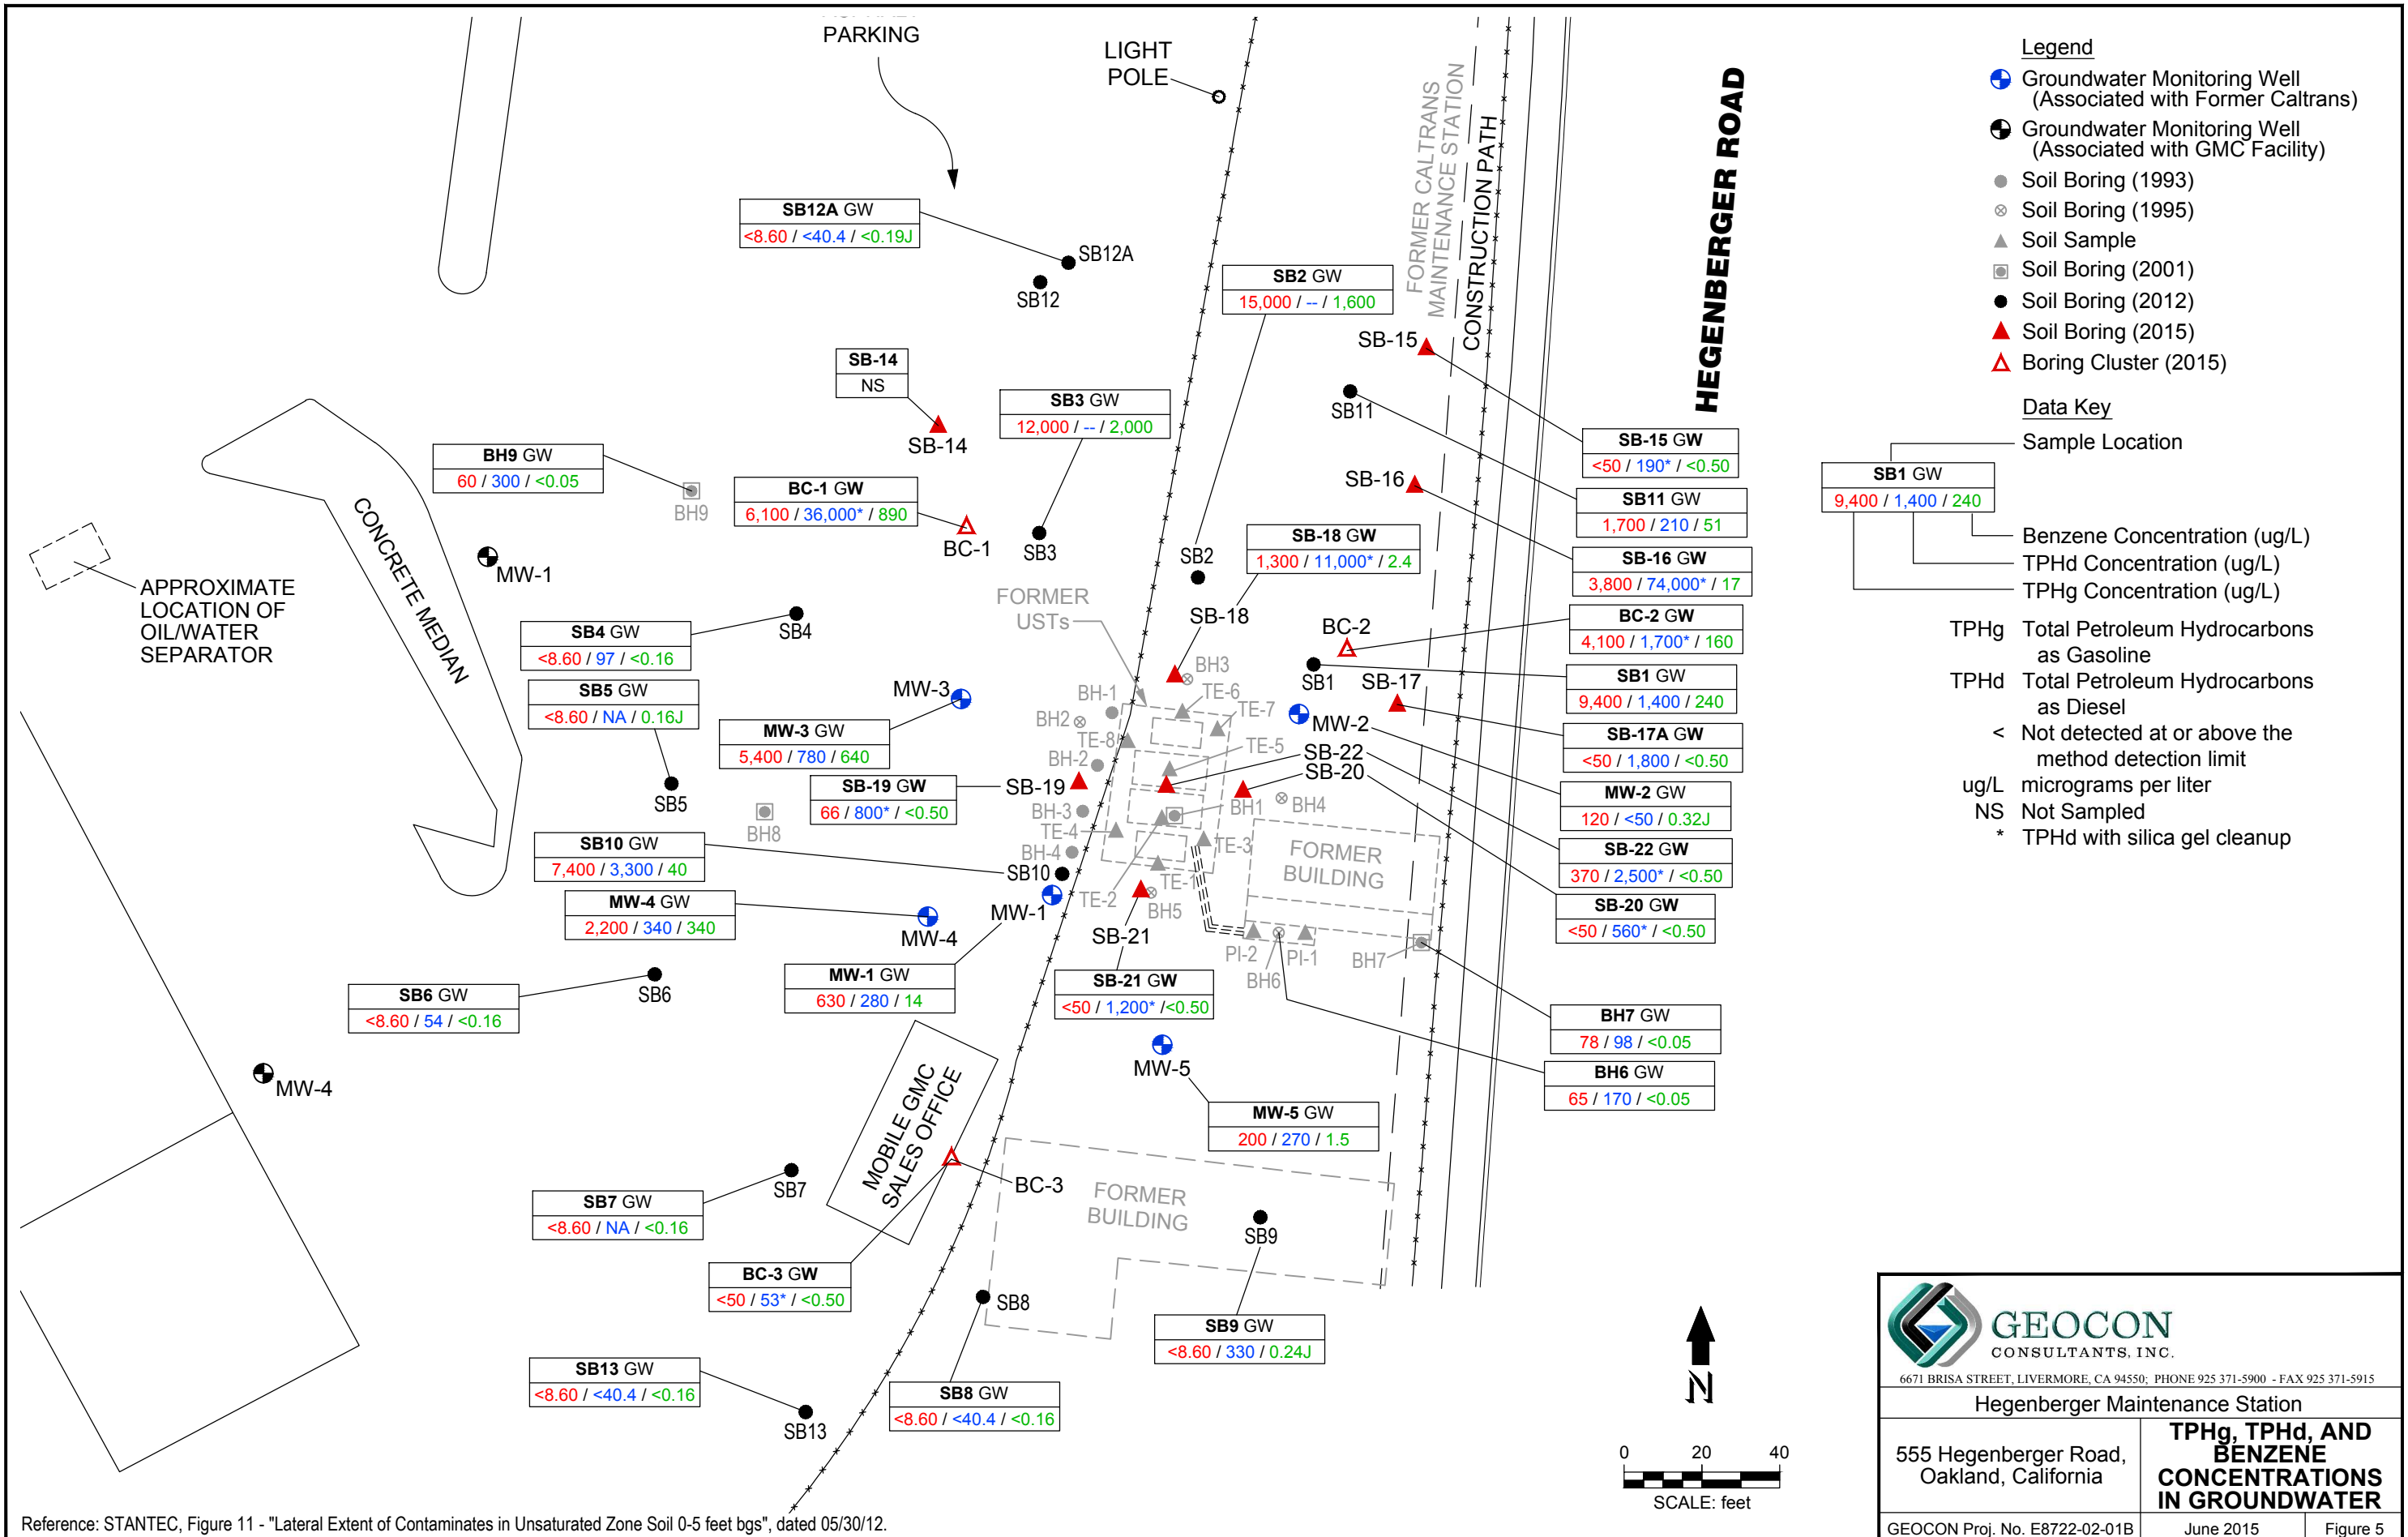 PARKING
LIGHT
POLE
FORMER CALTRANS
MAINTENANCE STATION
CONSTRUCTION PATH
HEGENBERGER ROAD
SB12A GW
<8.60 / <40.4 / <0.19J
SB12A
SB12
SB2 GW
15,000 / -- / 1,600
SB-15
SB11
SB-14
NS
SB-14
SB3 GW
12,000 / -- / 2,000
BH9 GW
60 / 300 / <0.05
BH9
BC-1 GW
6,100 / 36,000* / 890
BC-1
SB3
SB2
SB-16
SB-15 GW
<50 / 190* / <0.50
SB11 GW
1,700 / 210 / 51
SB-16 GW
3,800 / 74,000* / 17
SB-18 GW
1,300 / 11,000* / 2.4
CONCRETE MEDIAN
MW-1
APPROXIMATE
LOCATION OF
OIL/WATER
SEPARATOR
FORMER
USTs
SB-18
BC-2
BC-2 GW
4,100 / 1,700* / 160
SB4 GW
<8.60 / 97 / <0.16
SB4
SB1
SB-17
SB1 GW
9,400 / 1,400 / 240
SB5 GW
<8.60 / NA / 0.16J
MW-3
BH3
BH-1
TE-6
BH2
TE-7
MW-2
MW-3 GW
5,400 / 780 / 640
TE-8
TE-5
SB-22
SB-17A GW
<50 / 1,800 / <0.50
BH-2
SB-20
SB-19 GW
66 / 800* / <0.50
SB-19
SB5
BH8
BH-3
BH1
BH4
MW-2 GW
120 / <50 / 0.32J
TE-4
TE-3
SB10 GW
7,400 / 3,300 / 40
BH-4
FORMER
BUILDING
SB-22 GW
370 / 2,500* / <0.50
SB10
TE-1
MW-4 GW
2,200 / 340 / 340
TE-2
MW-1
BH5
SB-20 GW
<50 / 560* / <0.50
MW-4
SB-21
PI-2
PI-1
BH7
BH6
MW-1 GW
630 / 280 / 14
SB-21 GW
<50 / 1,200* /<0.50
SB6 GW
<8.60 / 54 / <0.16
SB6
BH7 GW
78 / 98 / <0.05
MW-5
MW-4
BH6 GW
65 / 170 / <0.05
MOBILE GMC
SALES OFFICE
MW-5 GW
200 / 270 / 1.5
SB7
BC-3
SB7 GW
<8.60 / NA / <0.16
FORMER
BUILDING
SB9
BC-3 GW
<50 / 53* / <0.50
SB8
SB9 GW
<8.60 / 330 / 0.24J
SB13 GW
<8.60 / <40.4 / <0.16
SB13
SB8 GW
<8.60 / <40.4 / <0.16
N
0 20 40
SCALE: feet
Legend
Groundwater Monitoring Well
(Associated with Former Caltrans)
Groundwater Monitoring Well
(Associated with GMC Facility)
Soil Boring (1993)
Soil Boring (1995)
Soil Sample
Soil Boring (2001)
Soil Boring (2012)
Soil Boring (2015)
Boring Cluster (2015)
Data Key
Sample Location
SB1 GW
9,400 / 1,400 / 240
Benzene Concentration (ug/L)
TPHd Concentration (ug/L)
TPHg Concentration (ug/L)
TPHg Total Petroleum Hydrocarbons
as Gasoline
TPHd Total Petroleum Hydrocarbons
as Diesel
< Not detected at or above the
method detection limit
ug/L micrograms per liter
NS Not Sampled
* TPHd with silica gel cleanup
GEOCON
CONSULTANTS, INC.
6671 BRISA STREET, LIVERMORE, CA 94550; PHONE 925 371-5900 - FAX 925 371-5915
Hegenberger Maintenance Station
555 Hegenberger Road,
Oakland, California
TPHg, TPHd, AND
BENZENE
CONCENTRATIONS
IN GROUNDWATER
GEOCON Proj. No. E8722-02-01B
June 2015
Figure 5
Reference: STANTEC, Figure 11 - "Lateral Extent of Contaminates in Unsaturated Zone Soil 0-5 feet bgs", dated 05/30/12.